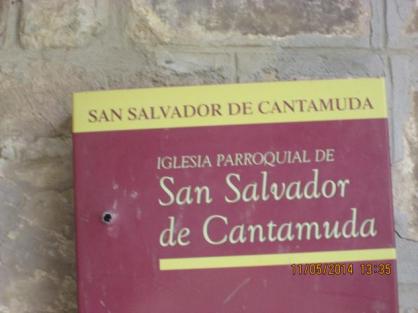 SAN SALVADOR DE CANTAMUDA
IGLESIA PARROQUIAL DE
San Salvador
de Cantamuda
11/05/2014 13:35